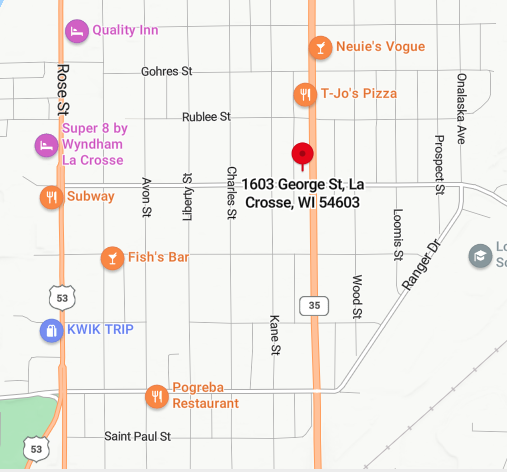 Quality Inn
Neuie's Vogue
Rose St
Gohres St
Onalaska Ave
T-Jo's Pizza
Rublee St
Super 8 by
Wyndham
La Crosse
Prospect St
1603 George St, La
Crosse, WI 54603
Subway
Avon St
Liberty St
Charles St
Loomis St
Fish's Bar
Ranger Dr
Lo
So
53
35
Wood St
KWIK TRIP
Kane St
Pogreba
Restaurant
Saint Paul St
53